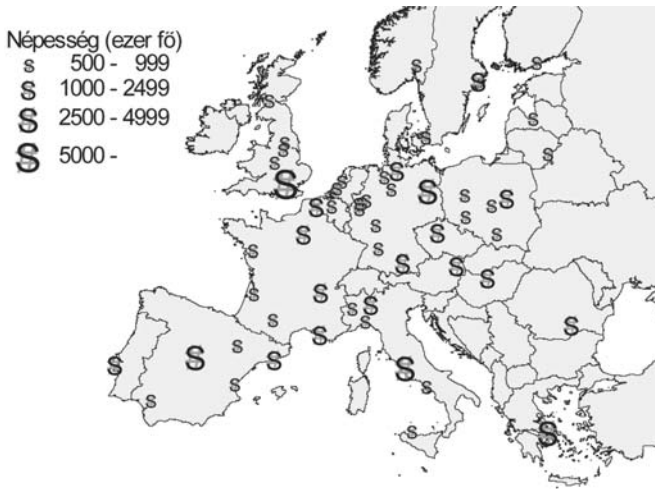 Népesség (ezer fő)
S 500 - 999
S 1000 - 2499
S 2500 - 4999
S 5000 -